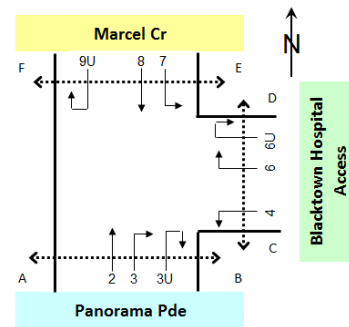 Marcel Cr
N
F
9U
8
7
E
D
6U
6
4
C
Blacktown Hospital
Access
A
2
3
3U
B
Panorama Pde